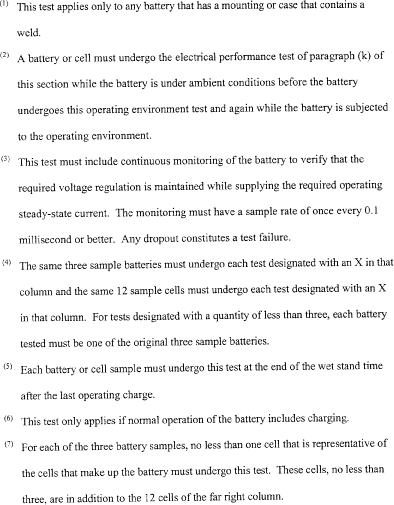 (1) This test applies only to any battery that has a mounting or case that contains a
weld.
(2) A battery or cell must undergo the electrical performance test of paragraph (k) of
this section while the battery is under ambient conditions before the battery
undergoes this operating environment test and again while the battery is subjected
to the operating environment.
(3) This test must include continuous monitoring of the battery to verify that the
required voltage regulation is maintained while supplying the required operating
steady-state current. The monitoring must have a sample rate of once every 0.1
millisecond or better. Any dropout constitutes a test failure.
(4) The same three sample batteries must undergo each test designated with an X in that
column and the same 12 sample cells must undergo each test designated with an X
in that column. For tests designated with a quantity of less than three, each battery
tested must be one of the original three sample batteries.
(5) Each battery or cell sample must undergo this test at the end of the wet stand time
after the last operating charge.
(6) This test only applies if normal operation of the battery includes charging.
(7) For each of the three battery samples, no less than one cell that is representative of
the cells that make up the battery must undergo this test. These cells, no less than
three, are in addition to the 12 cells of the far right column.